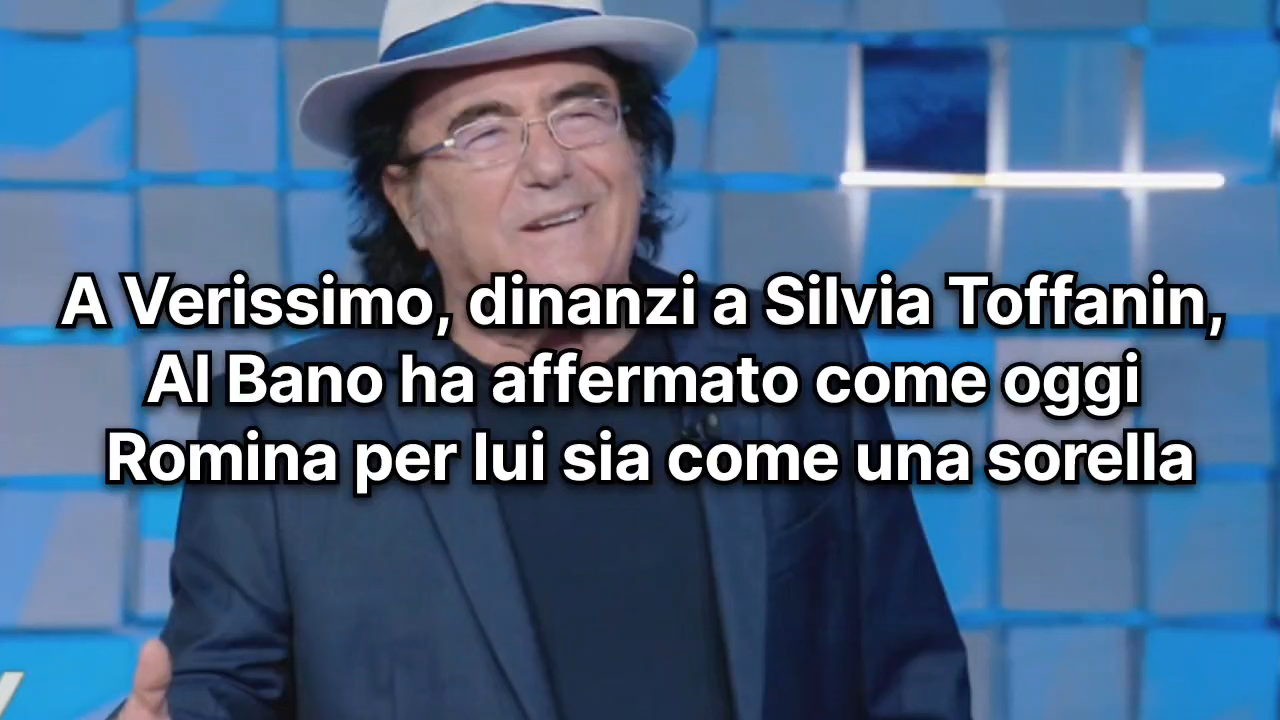 A Verissimo, dinanzi a Silvia Toffanin,
Al Bano ha affermato come oggi
Romina per lui sia come una sorella